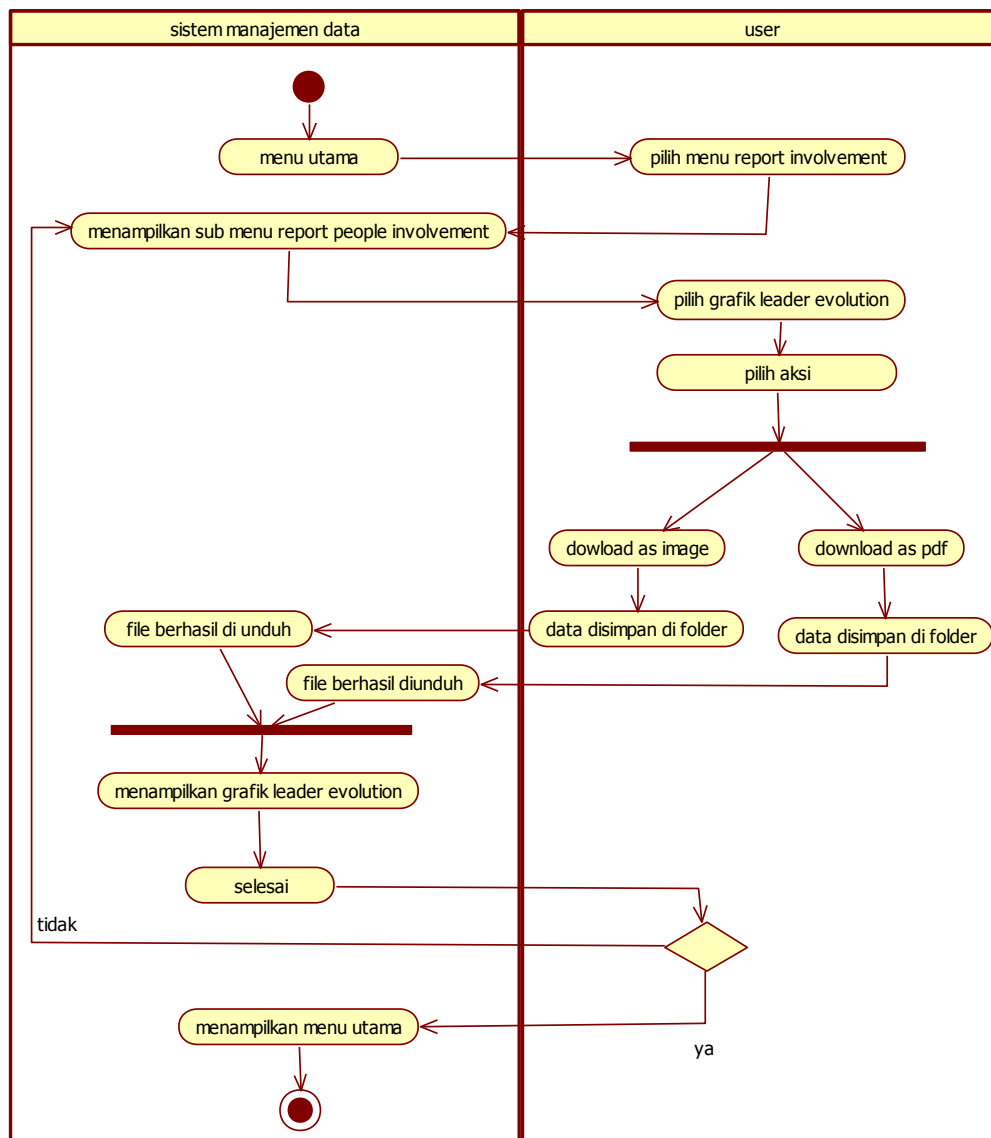 sistem manajemen data
user
menu utama
pilih menu report involvement
menampilkan sub menu report people involvement
pilih grafik leader evolution
pilih aksi
dowload as image
download as pdf
file berhasil di unduh
data disimpan di folder
data disimpan di folder
file berhasil diunduh
menampilkan grafik leader evolution
selesai
tidak
menampilkan menu utama
ya